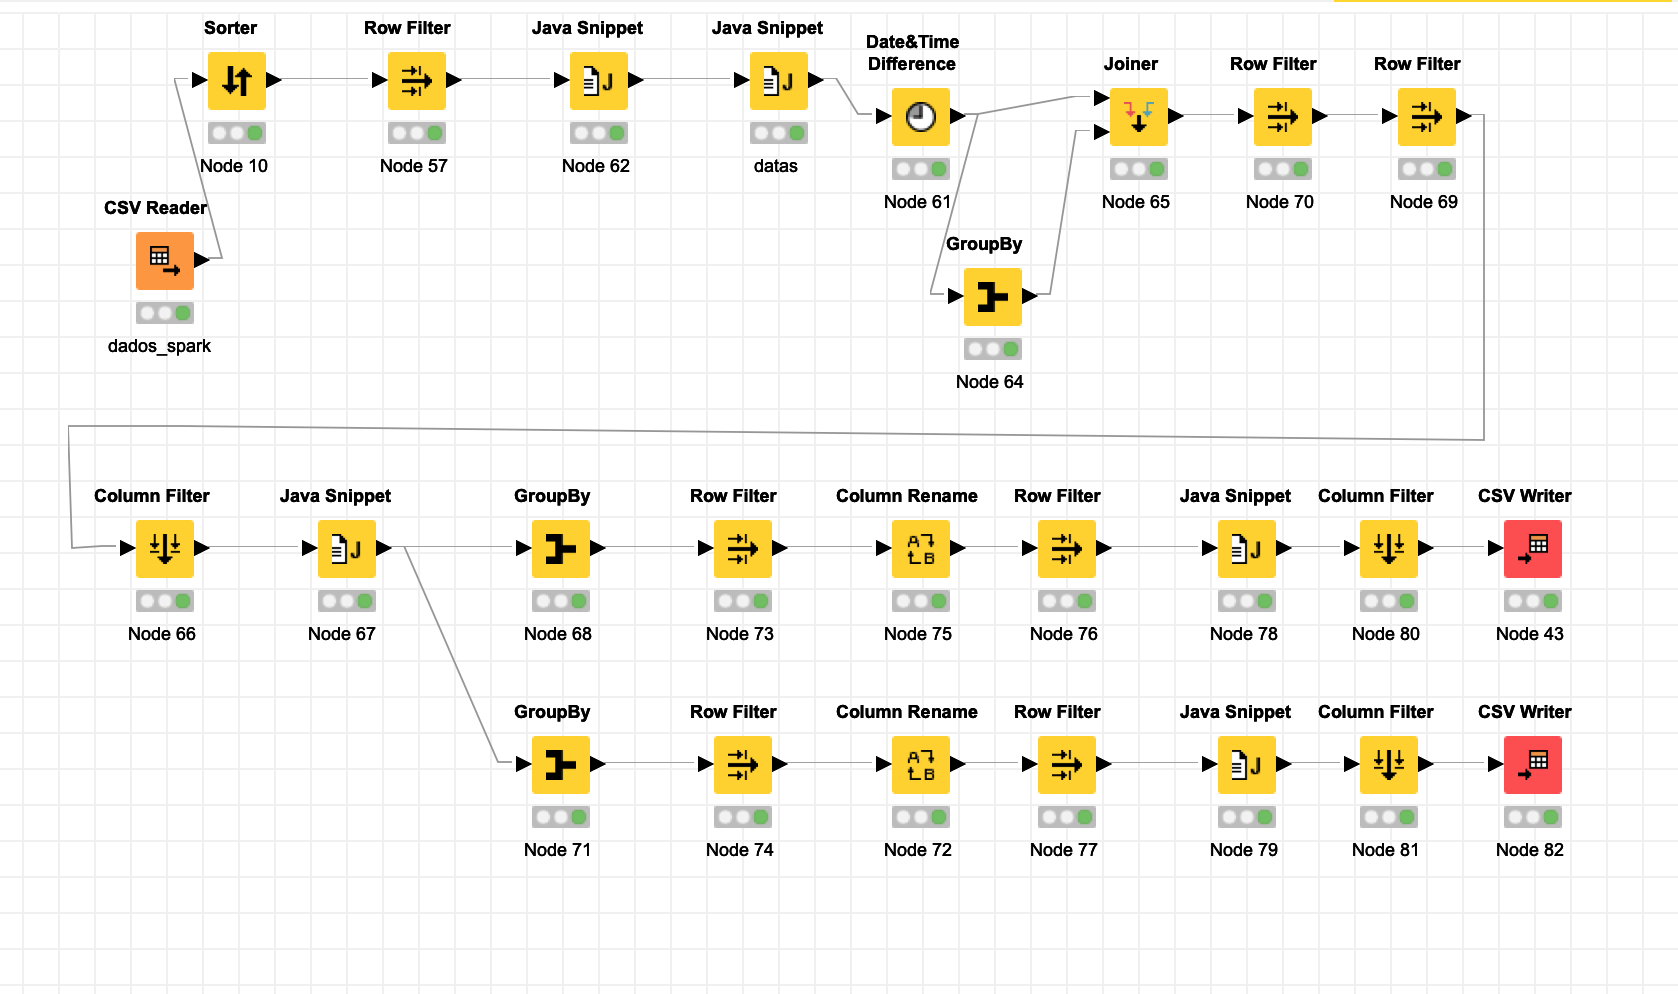 Sorter
Row Filter
Java Snippet
Java Snippet
Date&Time
Difference
Joiner
Row Filter
Row Filter
Node 10
Node 57
Node 62
datas
Node 61
Node 65
Node 70
Node 69
CSV Reader
dados_spark
GroupBy
Node 64
Column Filter
Java Snippet
GroupBy
Row Filter
Column Rename
Row Filter
Java Snippet
Column Filter
CSV Writer
Node 66
Node 67
Node 68
Node 73
Node 75
Node 76
Node 78
Node 80
Node 43
GroupBy
Row Filter
Column Rename
Row Filter
Java Snippet
Column Filter
CSV Writer
Node 71
Node 74
Node 72
Node 77
Node 79
Node 81
Node 82